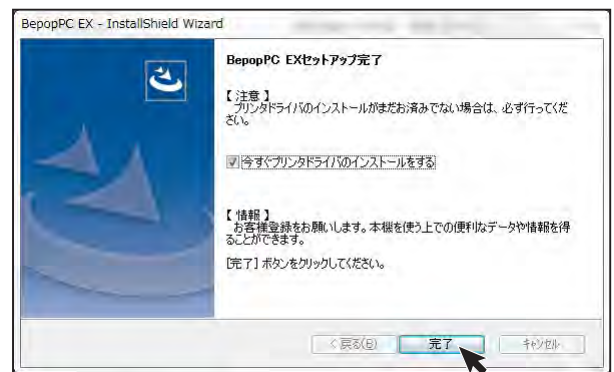 BepopPC EX - InstallShield Wizard
BepopPC EXセットアップ完了
【 注意 】
プリンタドライバのインストールがまだお済みでない場合は、必ず行ってくだ
さい。
今すぐプリンタドライバのインストールをする
【 情報 】
お客様登録をお願いします。本機を使う上での便利なデータや情報を得
ることができます。
[完了] ボタンをクリックしてください。
< 戻る(B)
完了
キャンセル